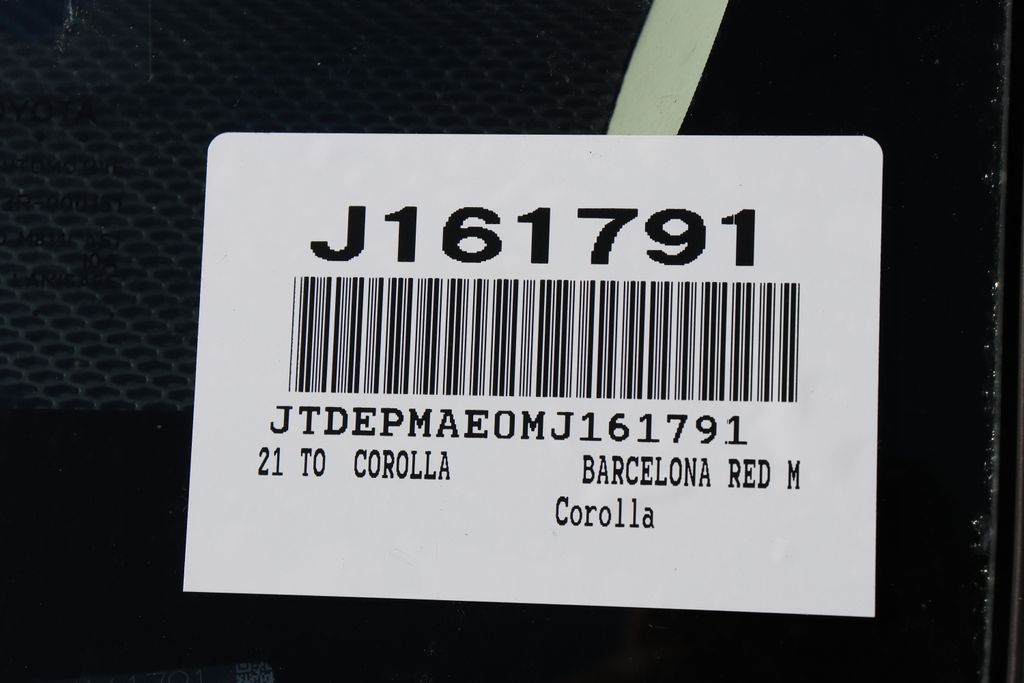 J161791
JTDEPMAE0MJ161791
21 TO COROLLA BARCELONA RED M
Corolla